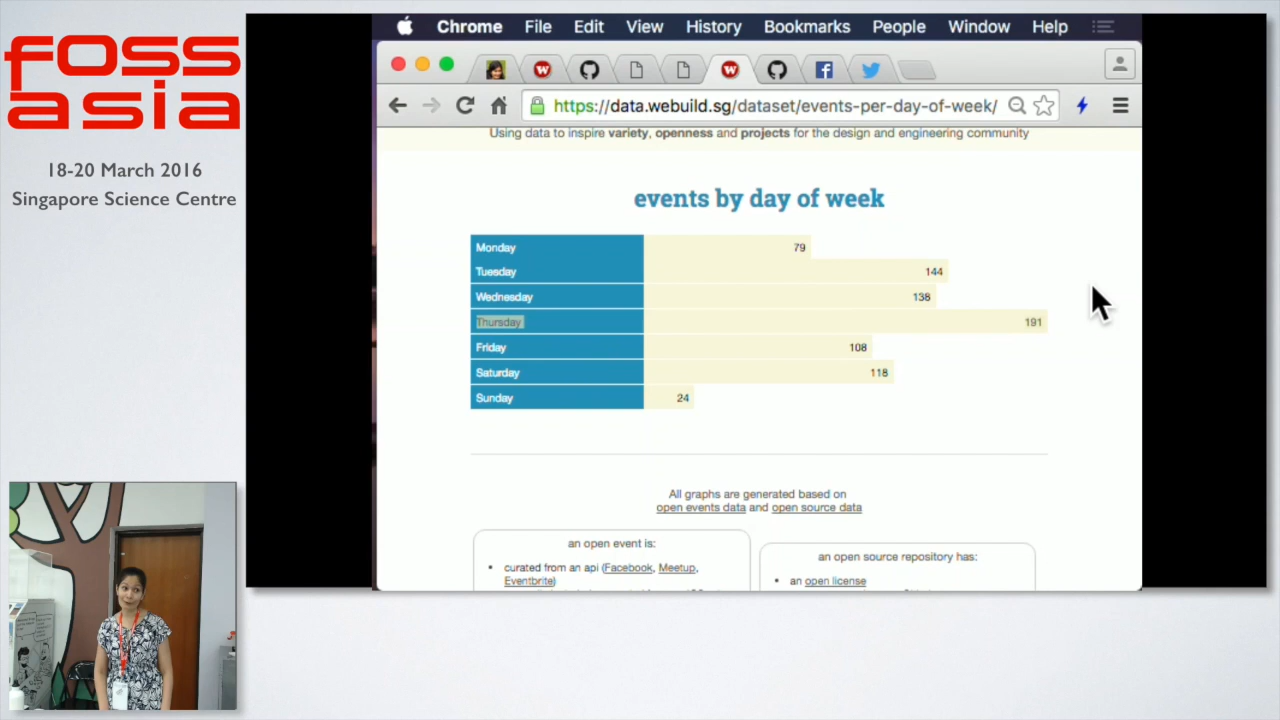 foss
asia
18-20 March 2016
Singapore Science Centre
Chrome File Edit View History Bookmarks People Window Help
https://data.webuild.sg/dataset/events-per-day-of-week/
Using data to inspire variety, openness and projects for the design and engineering community
events by day of week
Monday 79
Tuesday 144
Wednesday 138
Thursday 191
Friday 108
Saturday 118
Sunday 24
All graphs are generated based on
open events data and open source data
an open event is:
• curated from an api (Facebook, Meetup,
Eventbrite)
an open source repository has:
• an open license